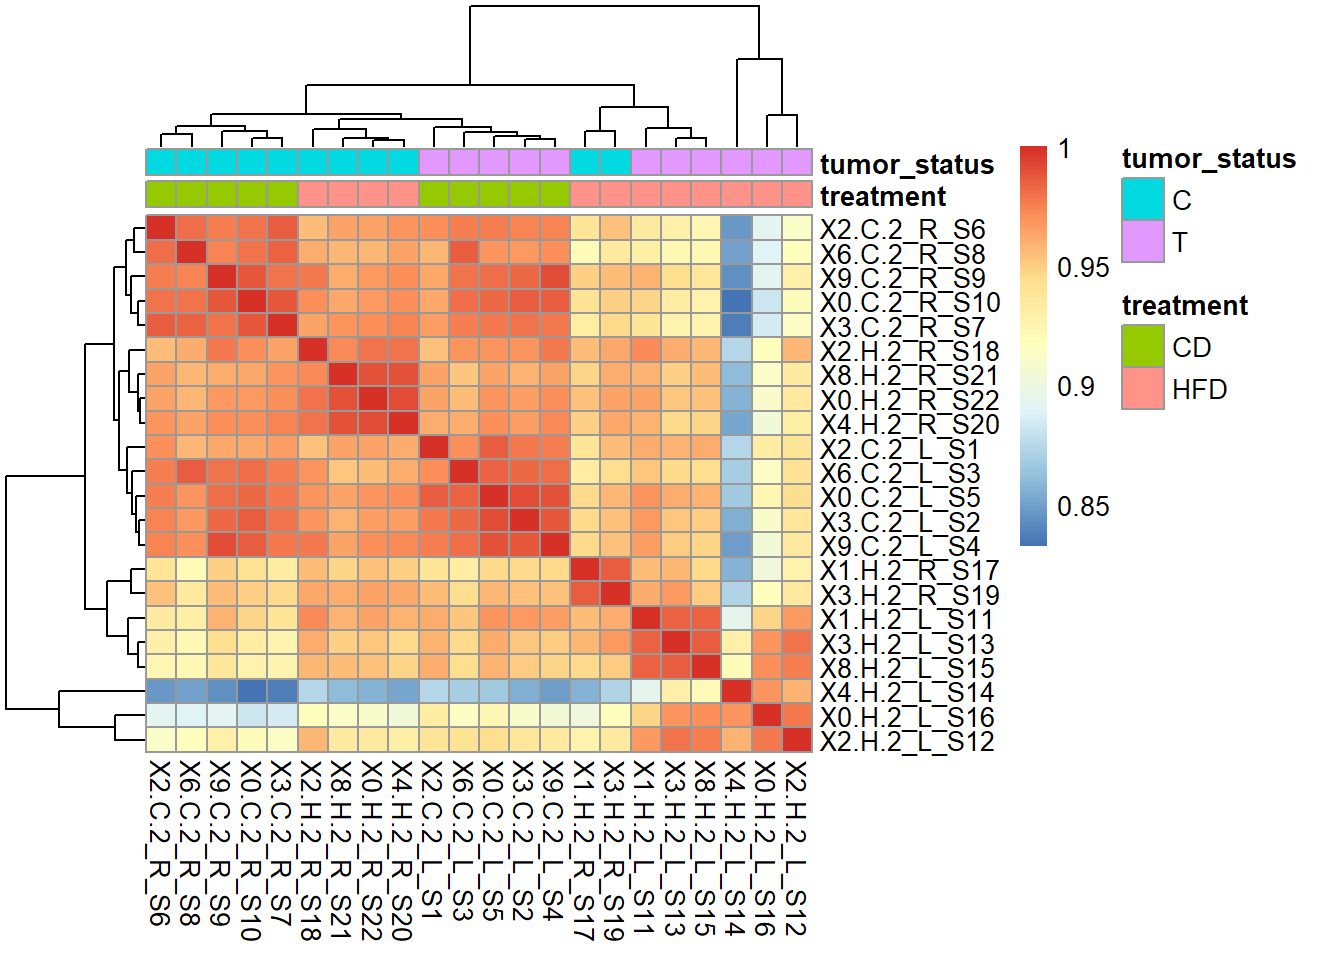 tumor_status
treatment
X2.C.2_R_S6
X6.C.2_R_S8
X9.C.2_R_S9
X0.C.2_R_S10
X3.C.2_R_S7
X2.H.2_R_S18
X8.H.2_R_S21
X0.H.2_R_S22
X4.H.2_R_S20
X2.C.2_L_S1
X6.C.2_L_S3
X0.C.2_L_S5
X3.C.2_L_S2
X9.C.2_L_S4
X1.H.2_R_S17
X3.H.2_R_S19
X1.H.2_L_S11
X3.H.2_L_S13
X8.H.2_L_S15
X4.H.2_L_S14
X0.H.2_L_S16
X2.H.2_L_S12
X2.C.2_R_S6
X6.C.2_R_S8
X9.C.2_R_S9
X0.C.2_R_S10
X3.C.2_R_S7
X2.H.2_R_S18
X8.H.2_R_S21
X0.H.2_R_S22
X4.H.2_R_S20
X2.C.2_L_S1
X6.C.2_L_S3
X0.C.2_L_S5
X3.C.2_L_S2
X9.C.2_L_S4
X1.H.2_R_S17
X3.H.2_R_S19
X1.H.2_L_S11
X3.H.2_L_S13
X8.H.2_L_S15
X4.H.2_L_S14
X0.H.2_L_S16
X2.H.2_L_S12
1
0.95
0.9
0.85
tumor_status
C
T
treatment
CD
HFD